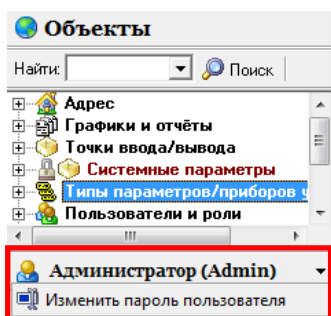 Объекты
Найти: Поиск
Адрес
Графики и отчёты
Точки ввода/вывода
Системные параметры
Типы параметров/приборов
Пользователи и роли
Администратор (Admin)
Изменить пароль пользователя